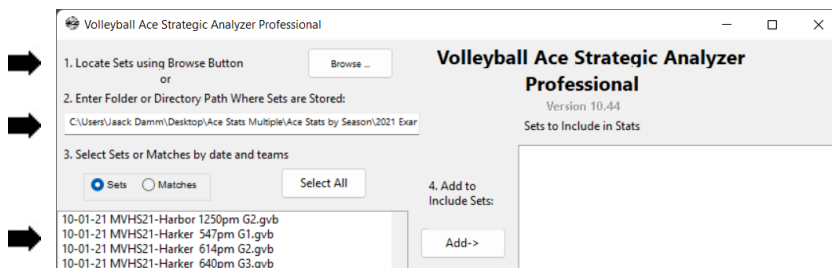 Volleyball Ace Strategic Analyzer Professional
1. Locate Sets using Browse Button
Browse ...
or
2. Enter Folder or Directory Path Where Sets are Stored:
C:\Users\Jaack Damm\Desktop\Ace Stats Multiple\Ace Stats by Season\2021 Exar
3. Select Sets or Matches by date and teams
Sets
Matches
Select All
10-01-21 MVHS21-Harbor 1250pm G2.gvb
10-01-21 MVHS21-Harker 547pm G1.gvb
10-01-21 MVHS21-Harker 614pm G2.gvb
10-01-21 MVHS21-Harker 640pm G3.gvb
Volleyball Ace Strategic Analyzer
Professional
Version 10.44
Sets to Include in Stats
4. Add to
Include Sets:
Add->